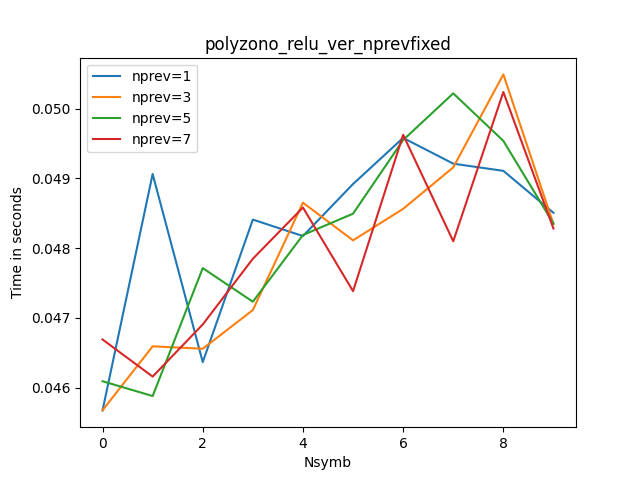 polyzono_relu_ver_nprevfixed
nprev=1
nprev=3
nprev=5
nprev=7
0.050
0.049
0.048
0.047
0.046
Time in seconds
0 2 4 6 8
Nsymb